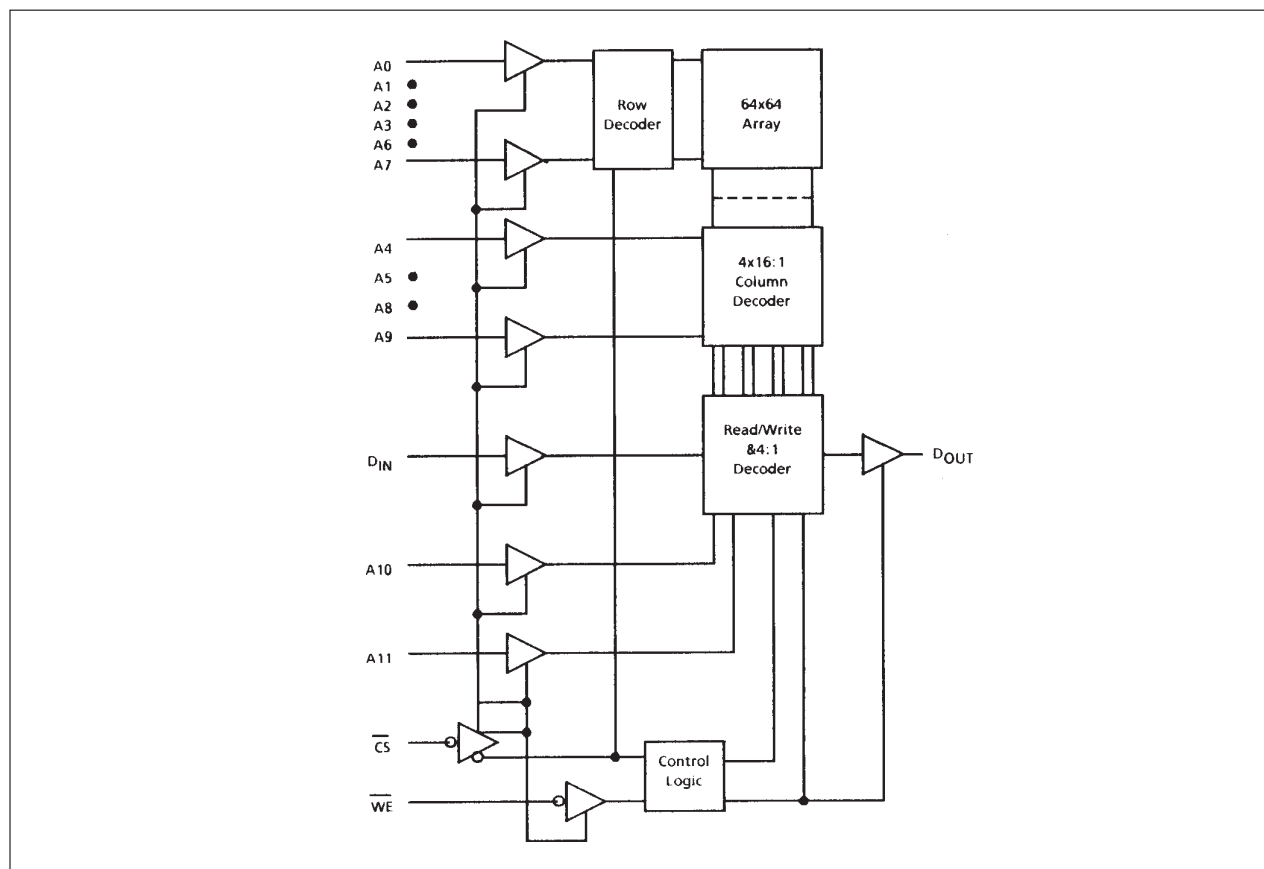 A0
A1
A2
A3
A6
A7
A4
A5
A8
A9
DIN
A10
A11
CS
WE
Row
Decoder
64x64
Array
4x16:1
Column
Decoder
Read/Write
&4:1
Decoder
DOUT
Control
Logic